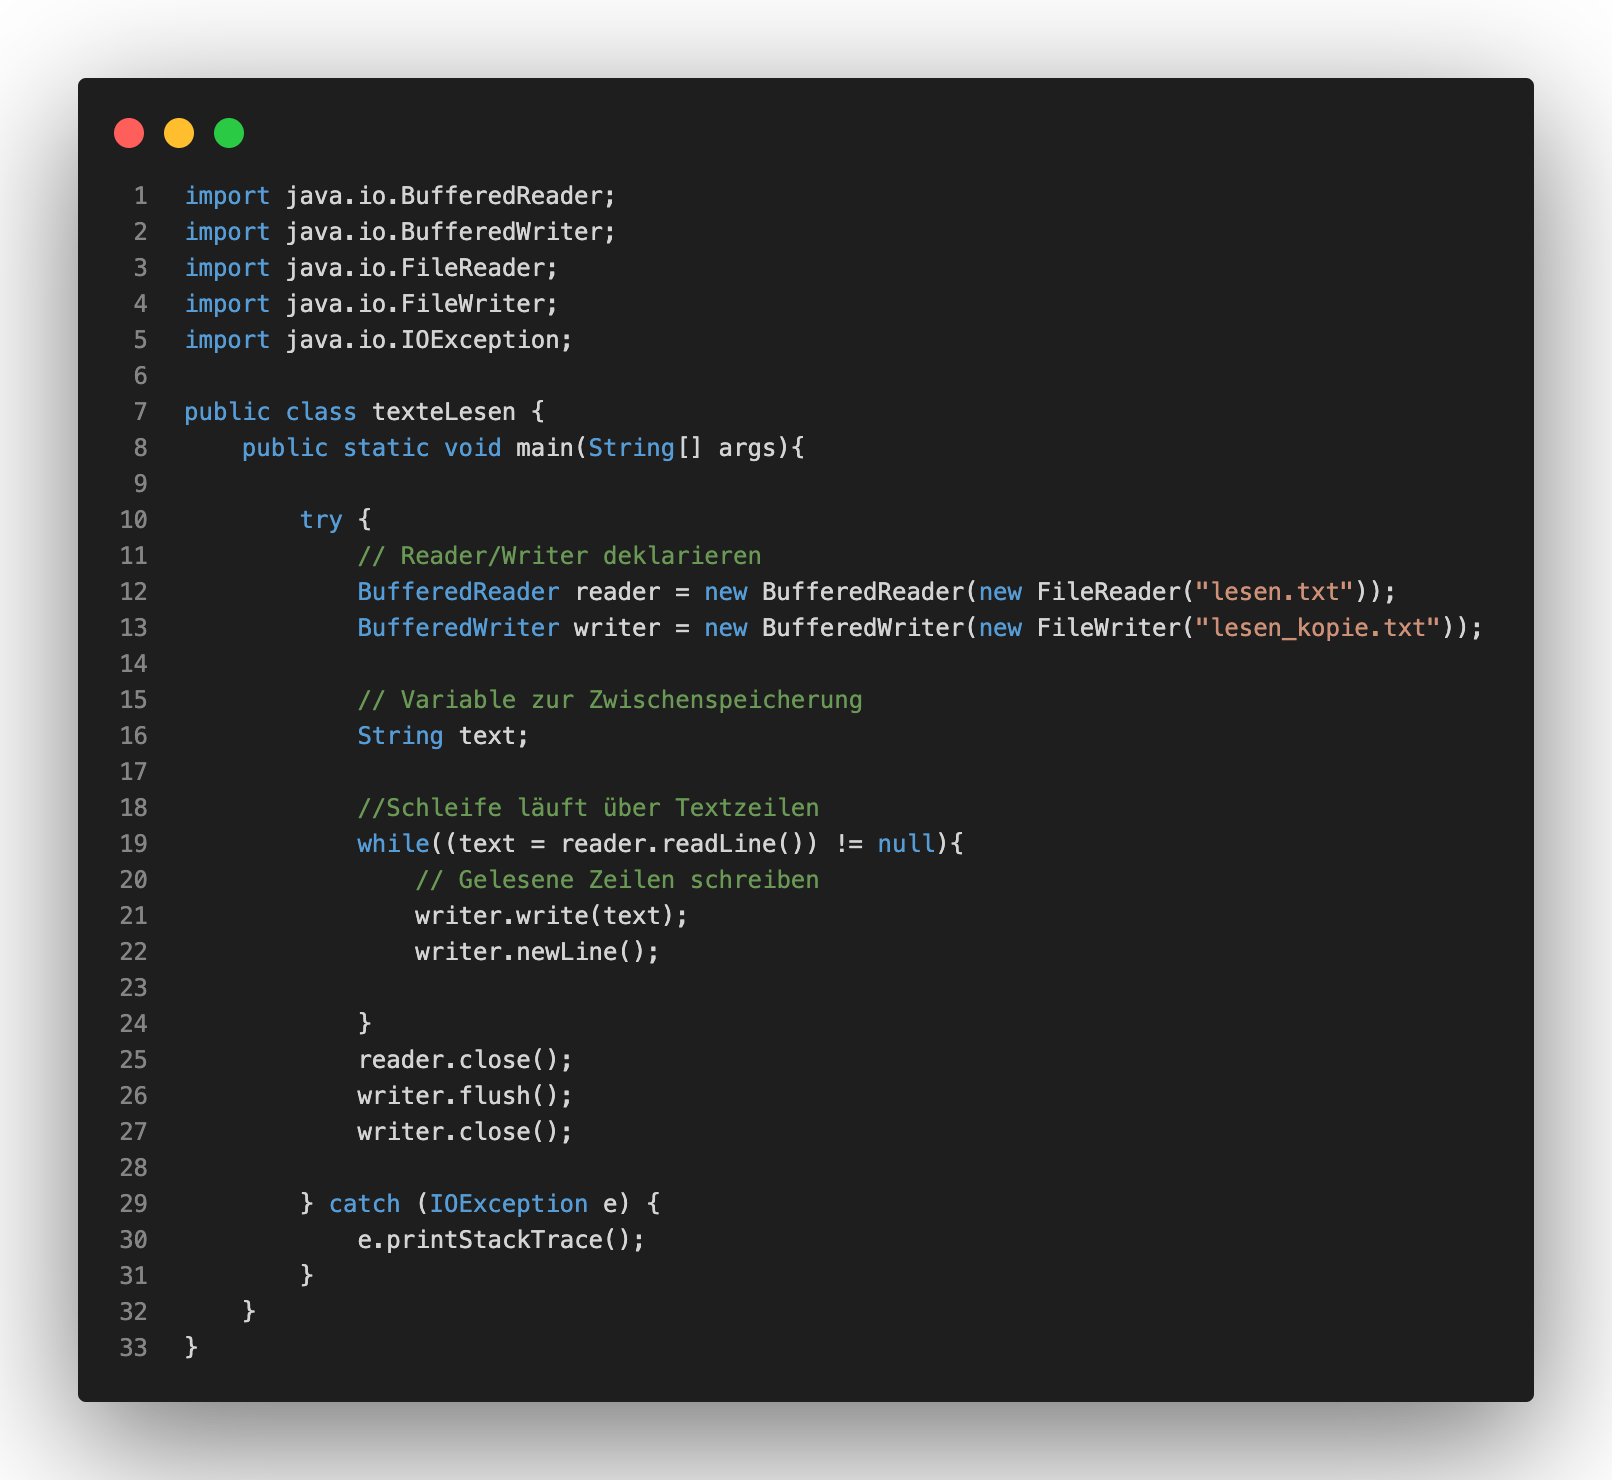 1 import java.io.BufferedReader;
2 import java.io.BufferedWriter;
3 import java.io.FileReader;
4 import java.io.FileWriter;
5 import java.io.IOException;
6
7 public class texteLesen {
8     public static void main(String[] args){
9
10         try {
11             // Reader/Writer deklarieren
12             BufferedReader reader = new BufferedReader(new FileReader("lesen.txt"));
13             BufferedWriter writer = new BufferedWriter(new FileWriter("lesen_kopie.txt"));
14
15             // Variable zur Zwischenspeicherung
16             String text;
17
18             //Schleife läuft über Textzeilen
19             while((text = reader.readLine()) != null){
20                 // Gelesene Zeilen schreiben
21                 writer.write(text);
22                 writer.newLine();
23
24             }
25             reader.close();
26             writer.flush();
27             writer.close();
28
29         } catch (IOException e) {
30             e.printStackTrace();
31         }
32     }
33 }